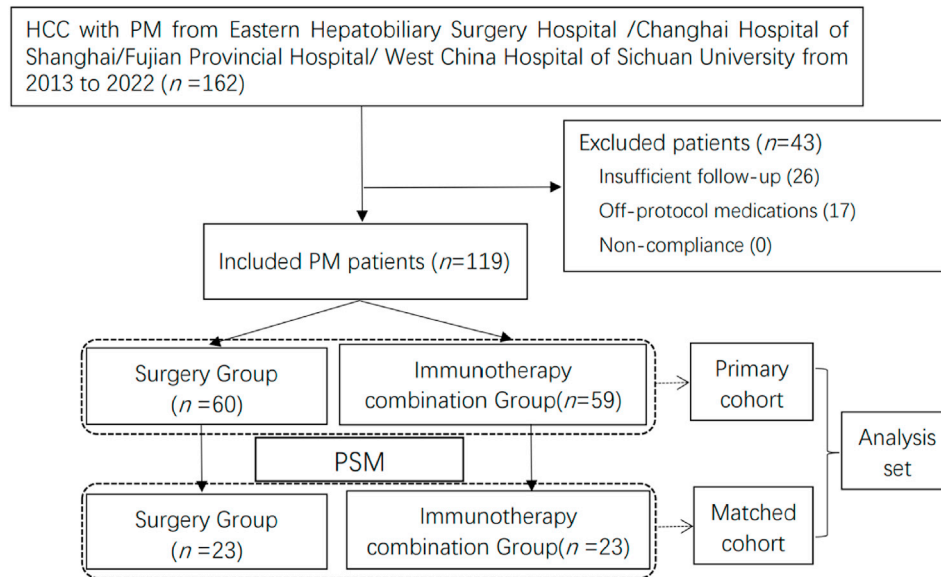 HCC with PM from Eastern Hepatobiliary Surgery Hospital /Changhai Hospital of
Shanghai/Fujian Provincial Hospital/ West China Hospital of Sichuan University from
2013 to 2022 (n =162)
Excluded patients (n=43)
Insufficient follow-up (26)
Off-protocol medications (17)
Non-compliance (0)
Included PM patients (n=119)
Surgery Group
(n=60)
Immunotherapy
combination Group(n=59)
Primary
cohort
Analysis
set
PSM
Surgery Group
(n=23)
Immunotherapy
combination Group(n =23)
Matched
cohort